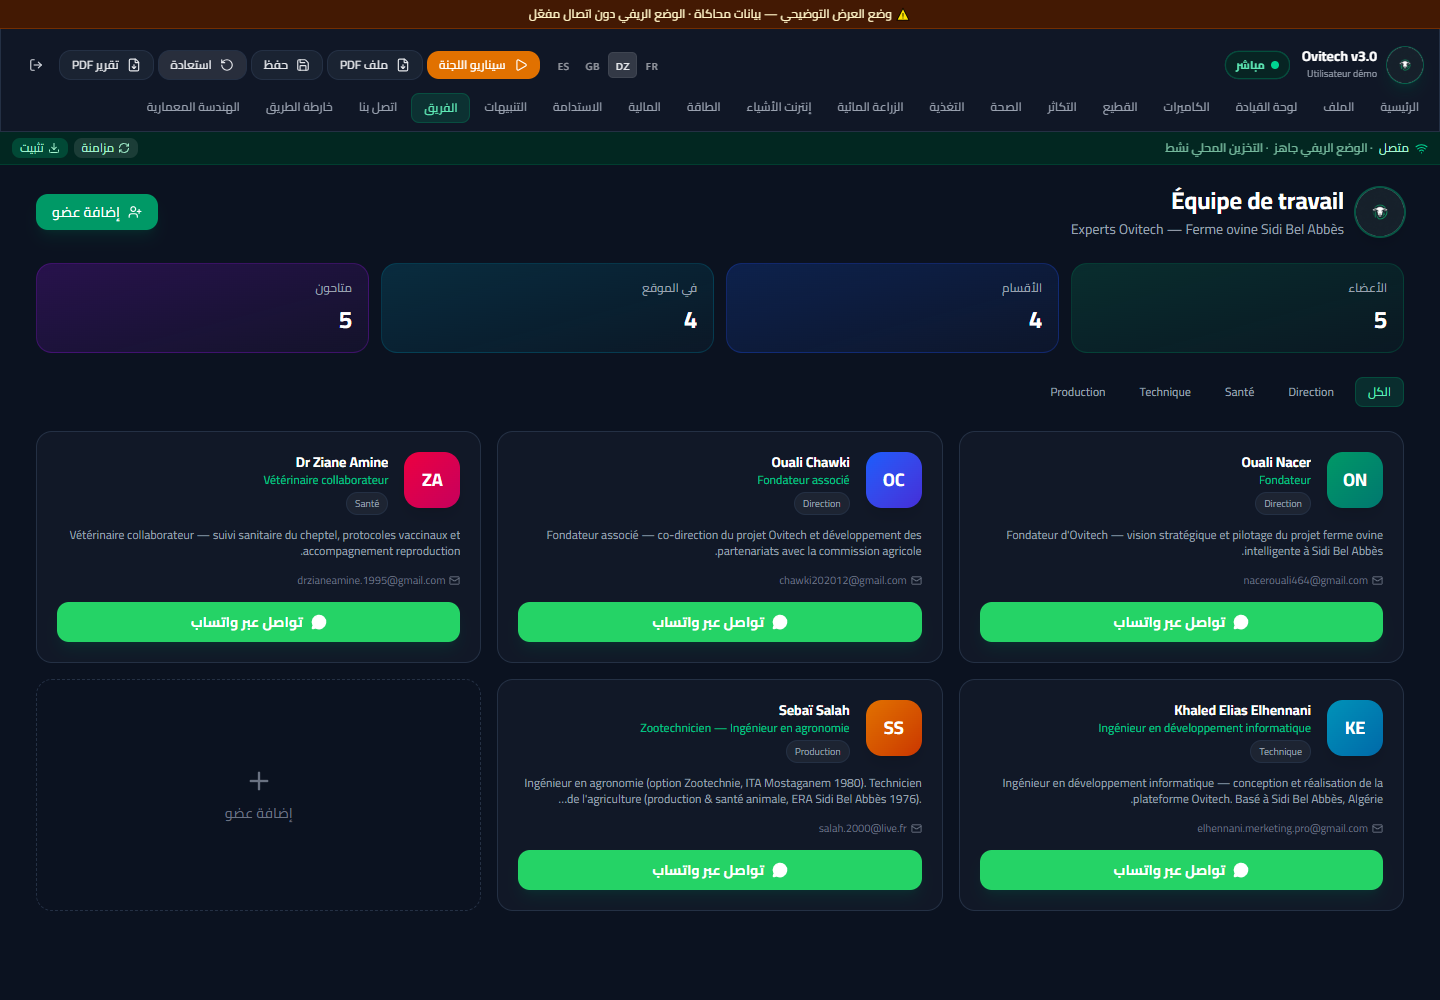 ⚠️ وضع العرض التوضيحي — بيانات محاكاة · الوضع الريفي دون اتصال مفعّل
Ovitech v3.0
Utilisateur démo
مباشر
FR
DZ
GB
ES
سيناريو اللجنة
ملف PDF
حفظ
استعادة
تقرير PDF
الرئيسية
الملف
لوحة القيادة
الكاميرات
القطيع
التكاثر
الصحة
التغذية
الزراعة المائية
إنترنت الأشياء
الطاقة
المالية
الاستدامة
التنبيهات
الفريق
اتصل بنا
خارطة الطريق
الهندسة المعمارية
متصل · الوضع الريفي جاهز · التخزين المحلي نشط
مزامنة
تثبيت
Équipe de travail
Experts Ovitech — Ferme ovine Sidi Bel Abbès
إضافة عضو
الأعضاء
5
الأقسام
4
في الموقع
4
متاحون
5
الكل
Direction
Santé
Technique
Production
ON
Ouali Nacer
Fondateur
Direction
Fondateur d'Ovitech — vision stratégique et pilotage du projet ferme ovine
intelligente à Sidi Bel Abbès.
nacerouali464@gmail.com
تواصل عبر واتساب
OC
Ouali Chawki
Fondateur associé
Direction
Fondateur associé — co-direction du projet Ovitech et développement des
partenariats avec la commission agricole.
chawki202012@gmail.com
تواصل عبر واتساب
ZA
Dr Ziane Amine
Vétérinaire collaborateur
Santé
Vétérinaire collaborateur — suivi sanitaire du cheptel, protocoles vaccinaux et
accompagnement reproduction.
drzianeamine.1995@gmail.com
تواصل عبر واتساب
KE
Khaled Elias Elhennani
Ingénieur en développement informatique
Technique
Ingénieur en développement informatique — conception et réalisation de la
plateforme Ovitech. Basé à Sidi Bel Abbès, Algérie.
elhennani.merketing.pro@gmail.com
تواصل عبر واتساب
SS
Sebaï Salah
Zootechnicien — Ingénieur en agronomie
Production
Ingénieur en agronomie (option Zootechnie, ITA Mostaganem 1980). Technicien
de l'agriculture (production & santé animale, ERA Sidi Bel Abbès 1976)....
salah.2000@live.fr
تواصل عبر واتساب
إضافة عضو